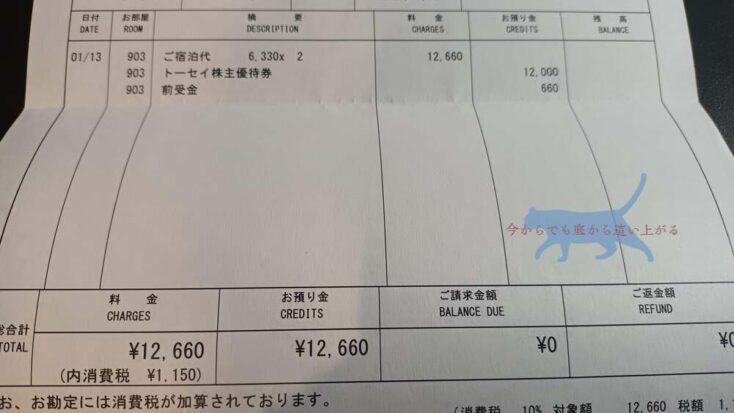 日付 お部屋 摘 要 料 金 お預り金 残 高
DATE ROOM DESCRIPTION CHARGES CREDITS BALANCE
01/13 903 ご宿泊代 6,330x 2 12,660
903 トーセイ株主優待券 12,000
903 前受金 660
今からでも底から這い上がる
料 金 お預り金 ご請求金額 ご返金額
CHARGES CREDITS BALANCE DUE REFUND
総合計
TOTAL
¥12,660 ¥12,660 ¥0 ¥0
(内消費税 ¥1,150)
お、お勘定には消費税が加算されております。
(消費税 10% 対象額 12,660 税額